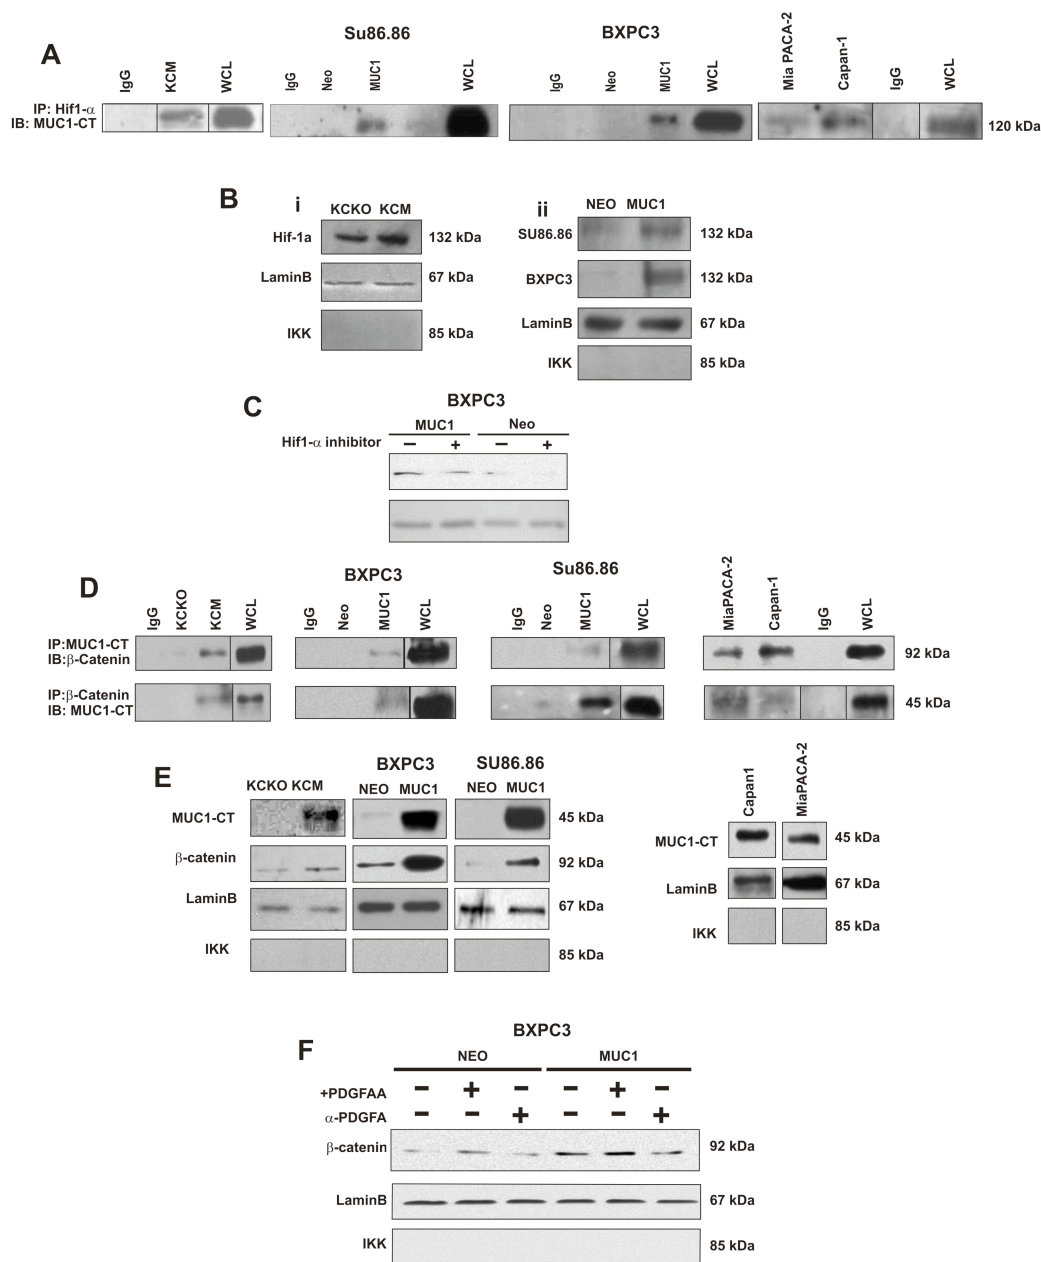 A
Su86.86
BXPC3
IgG
KCM
WCL
IgG
Neo
MUC1
WCL
IgG
Neo
MUC1
WCL
Mia PACA-2
Capan-1
IgG
WCL
IP: Hif1-α
IB: MUC1-CT
120 kDa
B
i
KCKO KCM
Hif-1a
132 kDa
LaminB
67 kDa
IKK
85 kDa
ii
NEO MUC1
SU86.86
132 kDa
BXPC3
132 kDa
LaminB
67 kDa
IKK
85 kDa
C
BXPC3
MUC1 Neo
Hif1-α inhibitor − + − +
D
BXPC3
Su86.86
IgG
KCKO
KCM
WCL
IgG
Neo
MUC1
WCL
IgG
Neo
MUC1
WCL
MiaPACA-2
Capan-1
IgG
WCL
IP:MUC1-CT
IB:β-Catenin
92 kDa
IP:β-Catenin
IB: MUC1-CT
45 kDa
E
BXPC3
SU86.86
KCKO KCM
NEO MUC1
NEO MUC1
MUC1-CT
45 kDa
β-catenin
92 kDa
LaminB
67 kDa
IKK
85 kDa
Capan1
MiaPACA-2
MUC1-CT
45 kDa
LaminB
67 kDa
IKK
85 kDa
F
BXPC3
NEO MUC1
+PDGFAA − + − − + −
α-PDGFA − − + − − +
β-catenin
92 kDa
LaminB
67 kDa
IKK
85 kDa